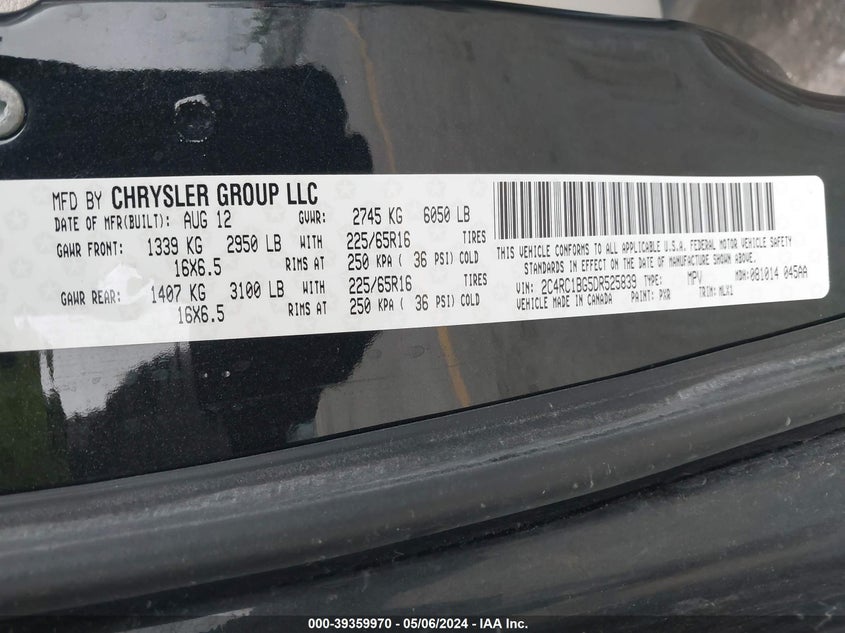 MFD BY CHRYSLER GROUP LLC
DATE OF MFR(BUILT): AUG 12 GVWR: 2745 KG 6050 LB
GAWR FRONT: 1339 KG 2950 LB WITH 225/65R16 TIRES
16X6.5 RIMS AT 250 KPA ( 36 PSI) COLD
GAWR REAR: 1407 KG 3100 LB WITH 225/65R16 TIRES
16X6.5 RIMS AT 250 KPA ( 36 PSI) COLD
THIS VEHICLE CONFORMS TO ALL APPLICABLE U.S.A. FEDERAL MOTOR VEHICLE SAFETY
STANDARDS IN EFFECT ON THE DATE OF MANUFACTURE SHOWN ABOVE.
VIN: 2C4RC1BG5DR525839 TYPE: MPV MDH: 081014 045AA
VEHICLE MADE IN CANADA PAINT: PXR TRIM: MLX1
000-39359970 - 05/06/2024 - IAA Inc.